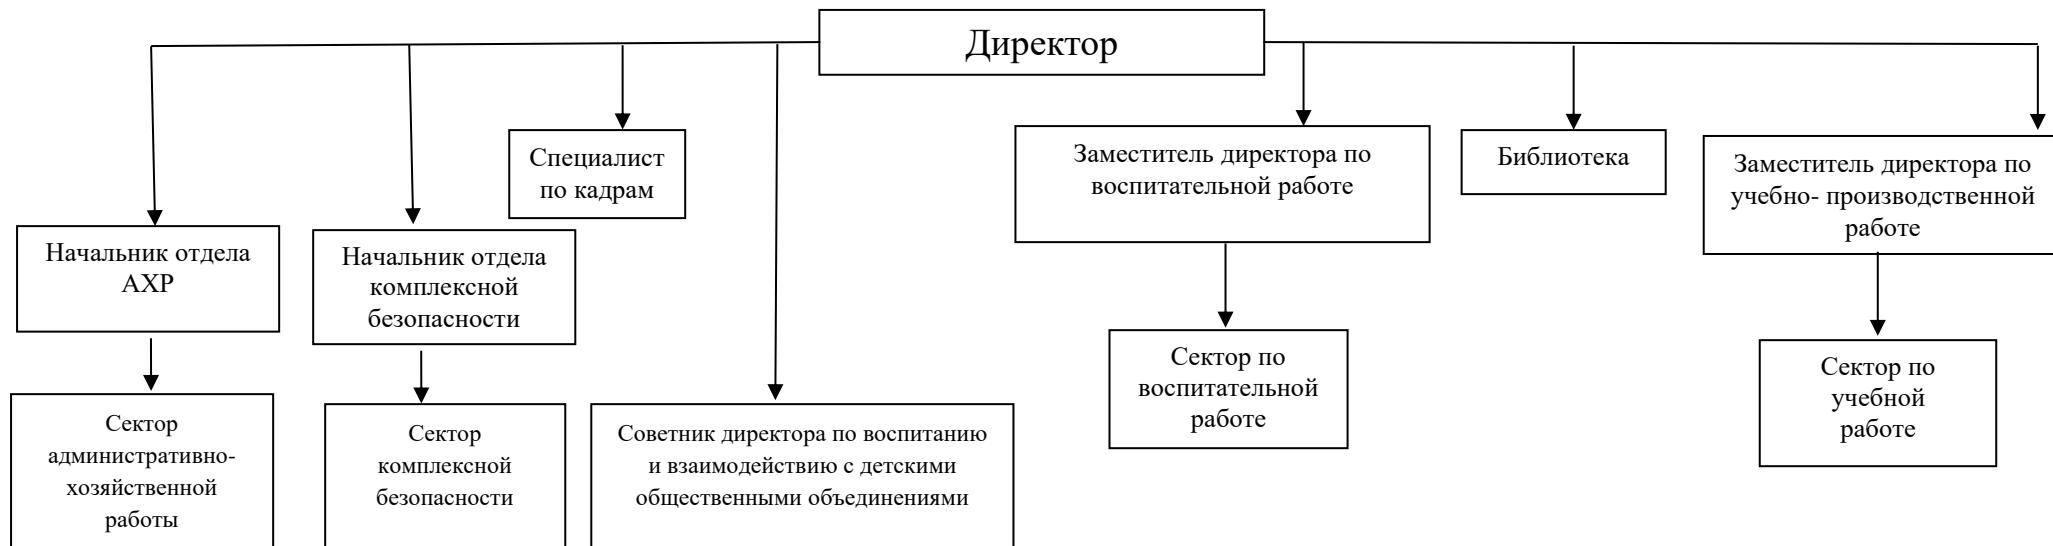 Директор
Специалист
по кадрам
Заместитель директора по
воспитательной работе
Библиотека
Заместитель директора по
учебно- производственной
работе
Начальник отдела
АХР
Начальник отдела
комплексной
безопасности
Сектор по
воспитательной
работе
Сектор по
учебной
работе
Сектор
административно-
хозяйственной
работы
Сектор
комплексной
безопасности
Советник директора по воспитанию
и взаимодействию с детскими
общественными объединениями